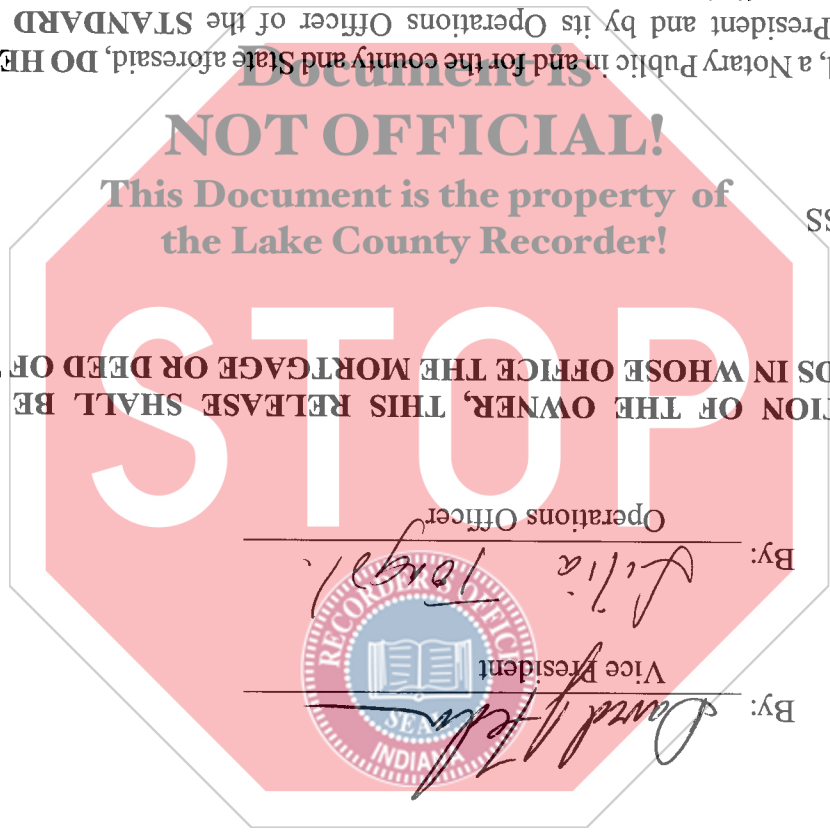 Document is
NOT OFFICIAL!
This Document is the property of
the Lake County Recorder!
STOP
RECORDER'S OFFICE
SEAL
INDIANA
By:
Vice President
By: Lilia
Operations Officer
TION OF THE OWNER, THIS RELEASE SHALL BE
DS IN WHOSE OFFICE THE MORTGAGE OR DEED OF
SS
, a Notary Public in and for the county and State aforesaid, DO HE
President and by its Operations Officer of the STANDARD